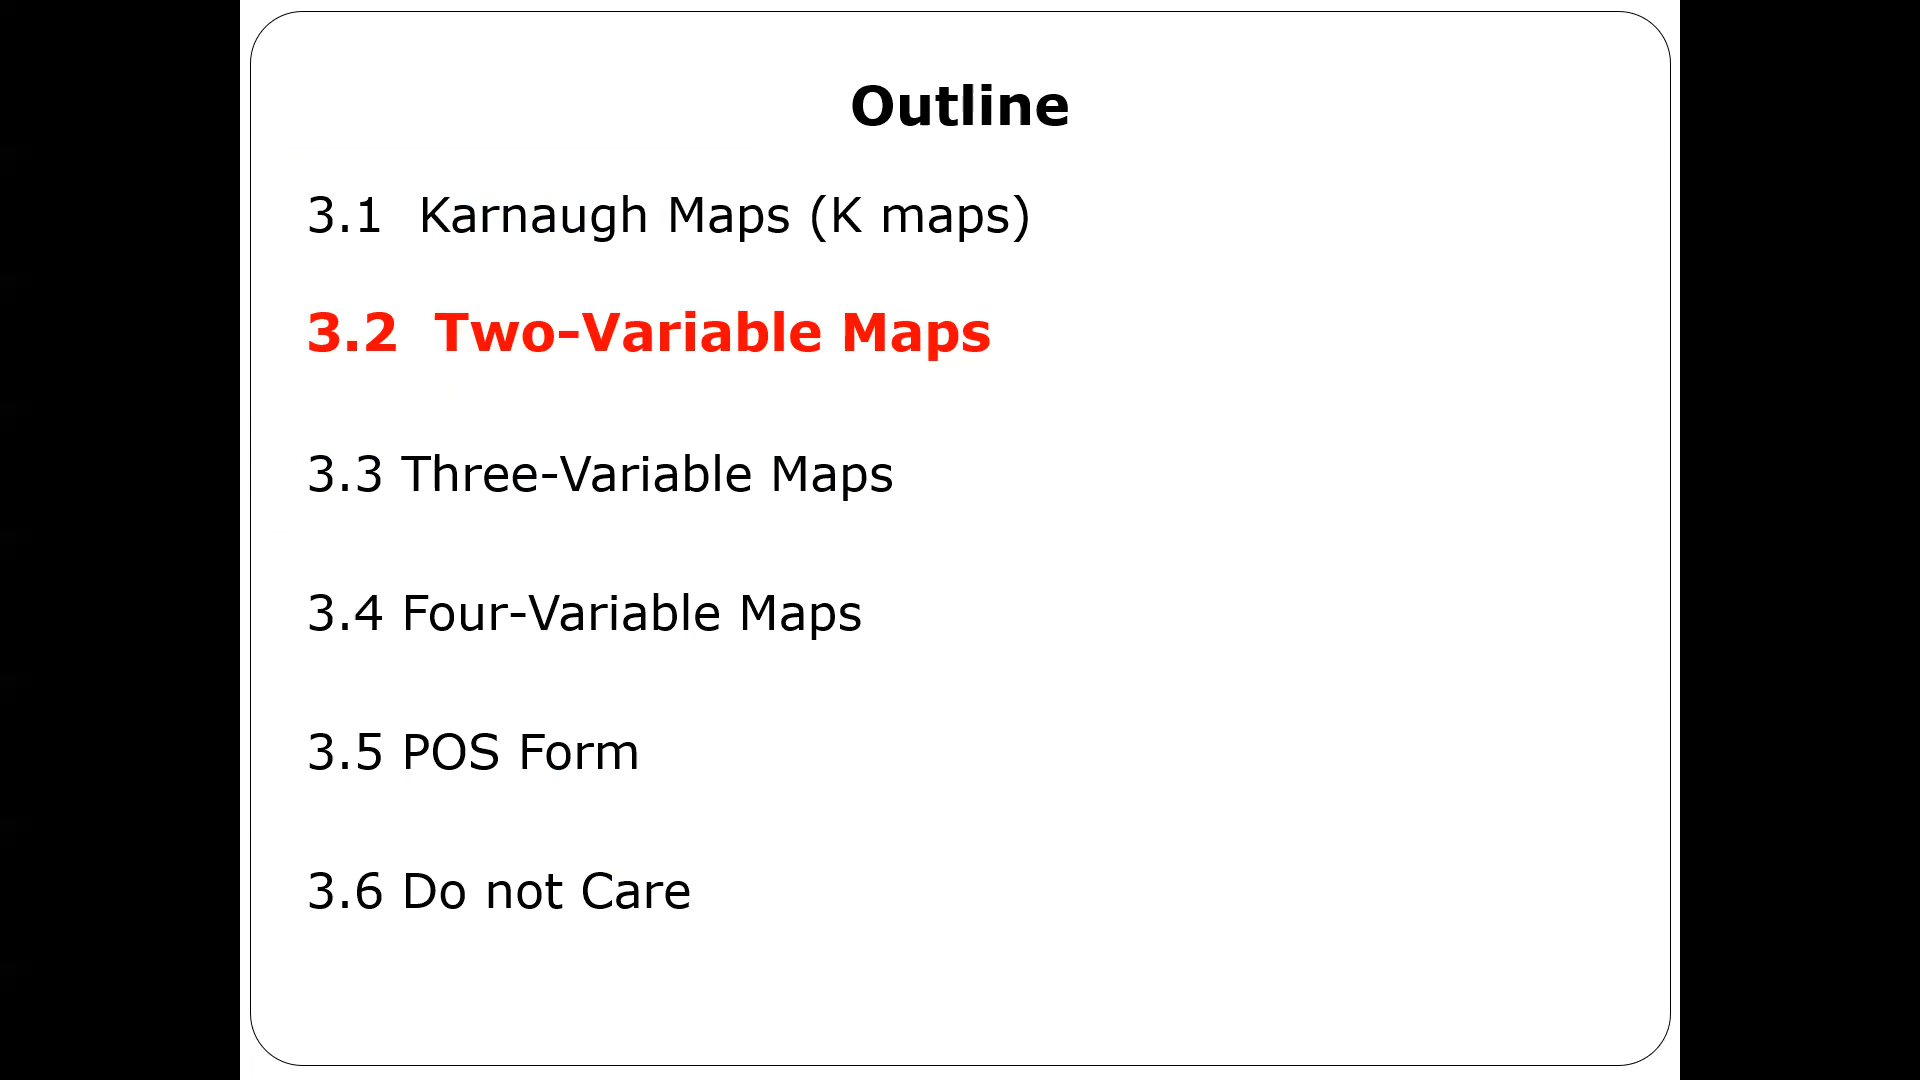 Outline
3.1 Karnaugh Maps (K maps)
3.2 Two-Variable Maps
3.3 Three-Variable Maps
3.4 Four-Variable Maps
3.5 POS Form
3.6 Do not Care